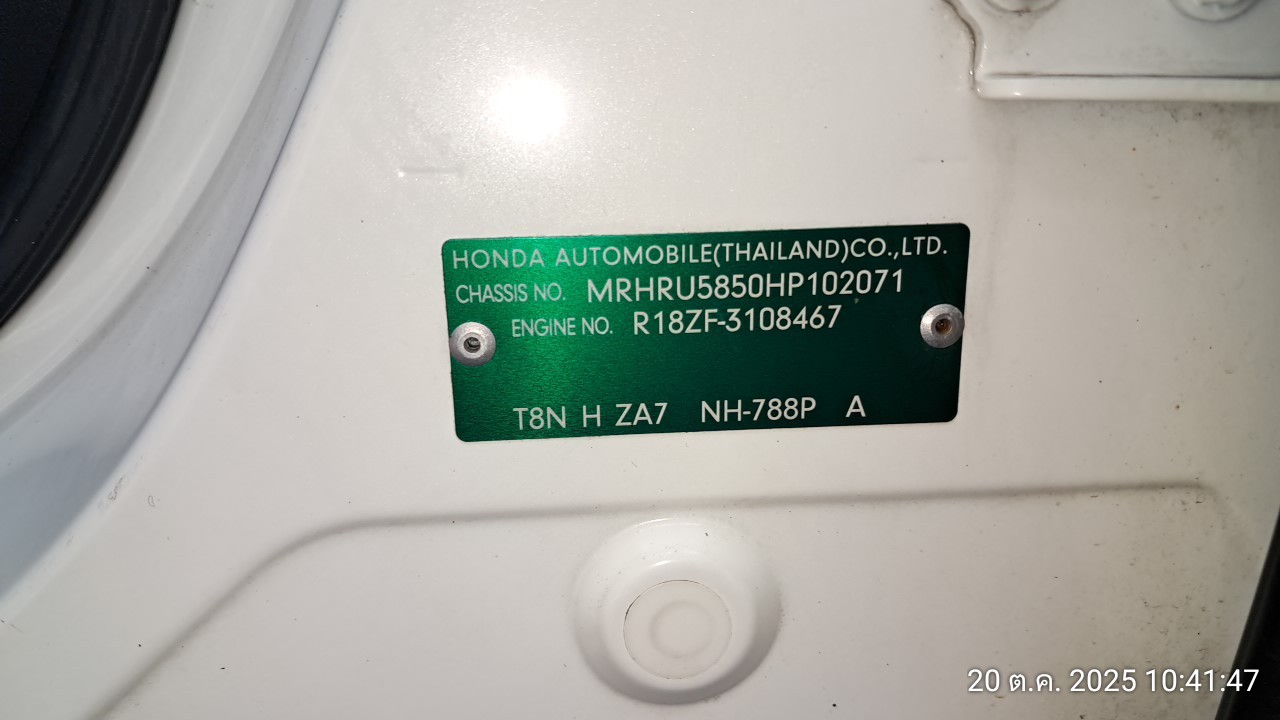 HONDA AUTOMOBILE(THAILAND)CO.,LTD.
CHASSIS NO. MRHRU5850HP102071
ENGINE NO. R18ZF-3108467
T8N H ZA7 NH-788P A
20 ต.ค. 2025 10:41:47